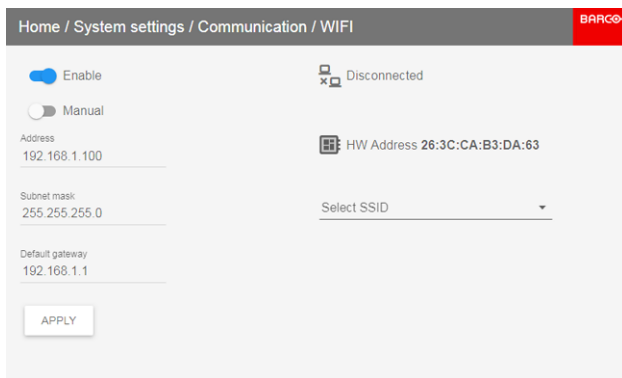 Home / System settings / Communication / WIFI
BARCO
Enable
Disconnected
Manual
Address
192.168.1.100
HW Address 26:3C:CA:B3:DA:63
Subnet mask
255.255.255.0
Select SSID
Default gateway
192.168.1.1
APPLY